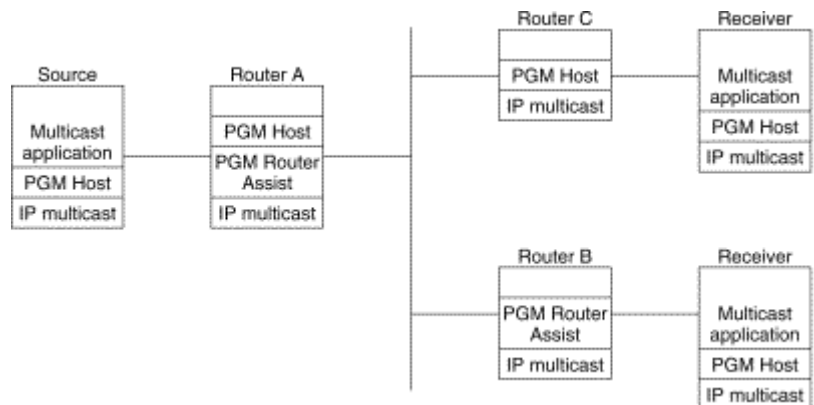 Source
Multicast
application
PGM Host
IP multicast
Router A
PGM Host
PGM Router
Assist
IP multicast
Router C
PGM Host
IP multicast
Receiver
Multicast
application
PGM Host
IP multicast
Router B
PGM Router
Assist
IP multicast
Receiver
Multicast
application
PGM Host
IP multicast